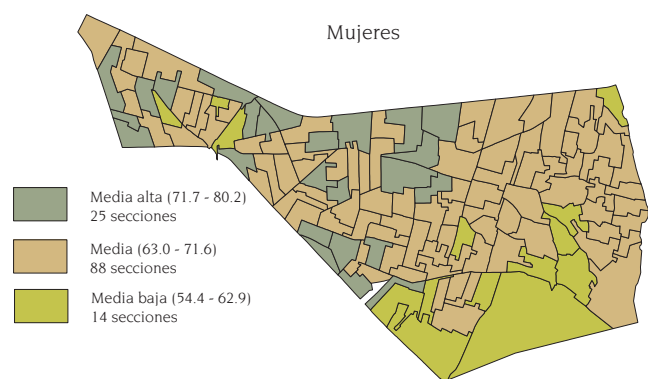 Mujeres
Media alta (71.7 - 80.2)
25 secciones
Media (63.0 - 71.6)
88 secciones
Media baja (54.4 - 62.9)
14 secciones